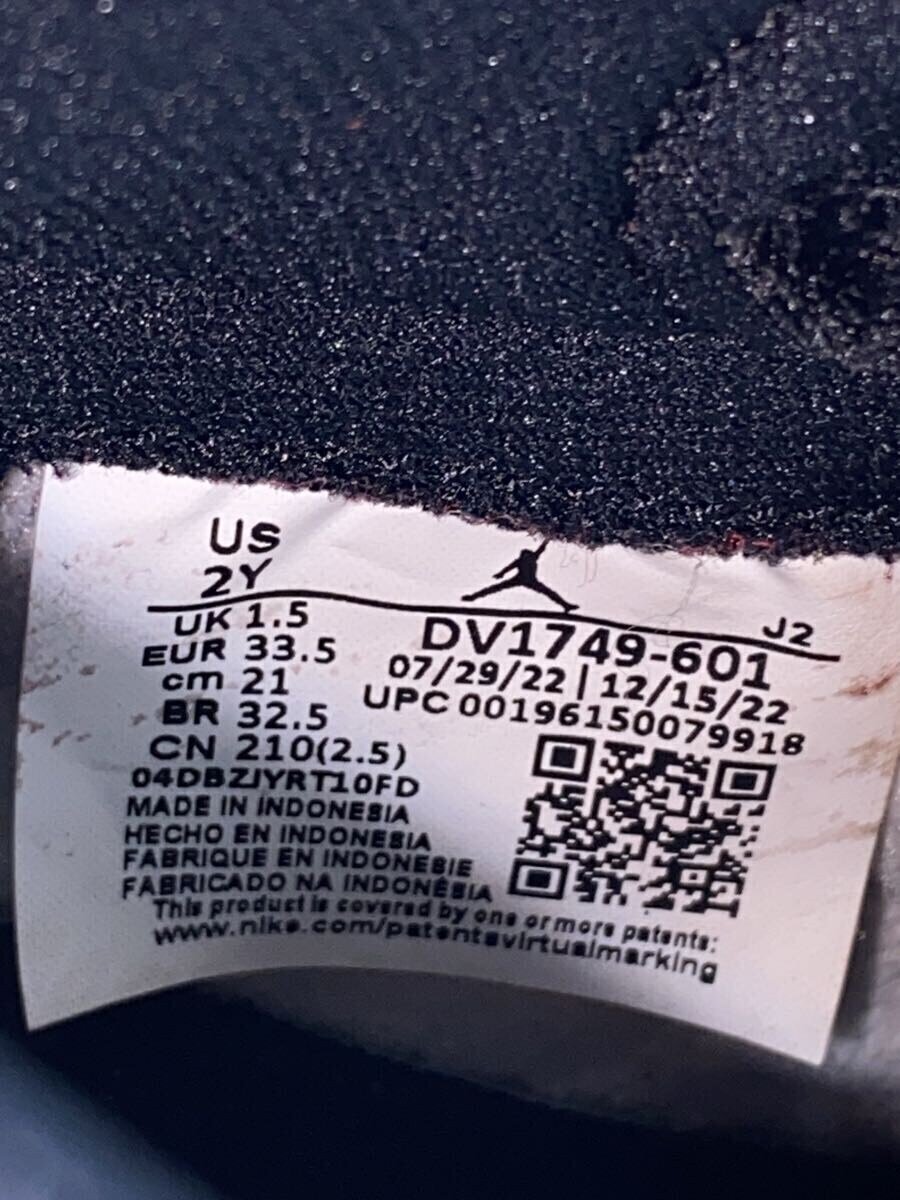 US
2Y
UK 1.5
EUR 33.5
cm 21
BR 32.5
CN 210(2.5)
04DBZJYRT10FD
MADE IN INDONESIA
HECHO EN INDONESIA
FABRIQUE EN INDONESIE
FABRICADO NA INDONÉSIA
J2
DV1749-601
07/29/22 | 12/15/22
UPC 00196150079918
This product is covered by one or more patents:
www.nike.com/patentsvirtualmarking